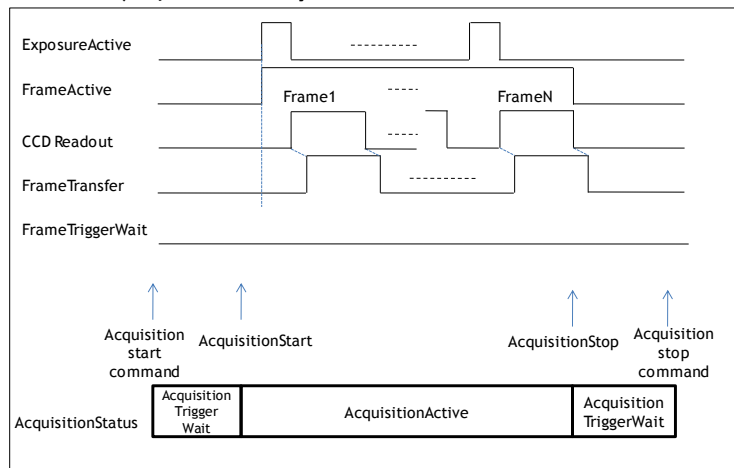 ExposureActive
FrameActive
Frame1
FrameN
CCD Readout
FrameTransfer
FrameTriggerWait
Acquisition
start
command
AcquisitionStart
AcquisitionStop
Acquisition
stop
command
AcquisitionStatus
Acquisition
Trigger
Wait
AcquisitionActive
Acquisition
TriggerWait